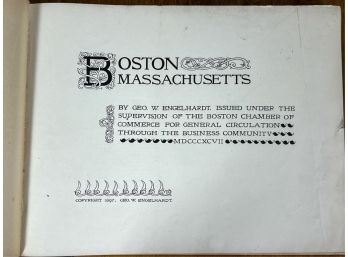 BOSTON
MASSACHUSETTS
BY GEO. W. ENGELHARDT. ISSUED UNDER THE
SUPERVISION OF THE BOSTON CHAMBER OF
COMMERCE FOR GENERAL CIRCULATION
THROUGH THE BUSINESS COMMUNITY
MDCCCXCVII
COPYRIGHT 1897, GEO. W. ENGELHARDT.